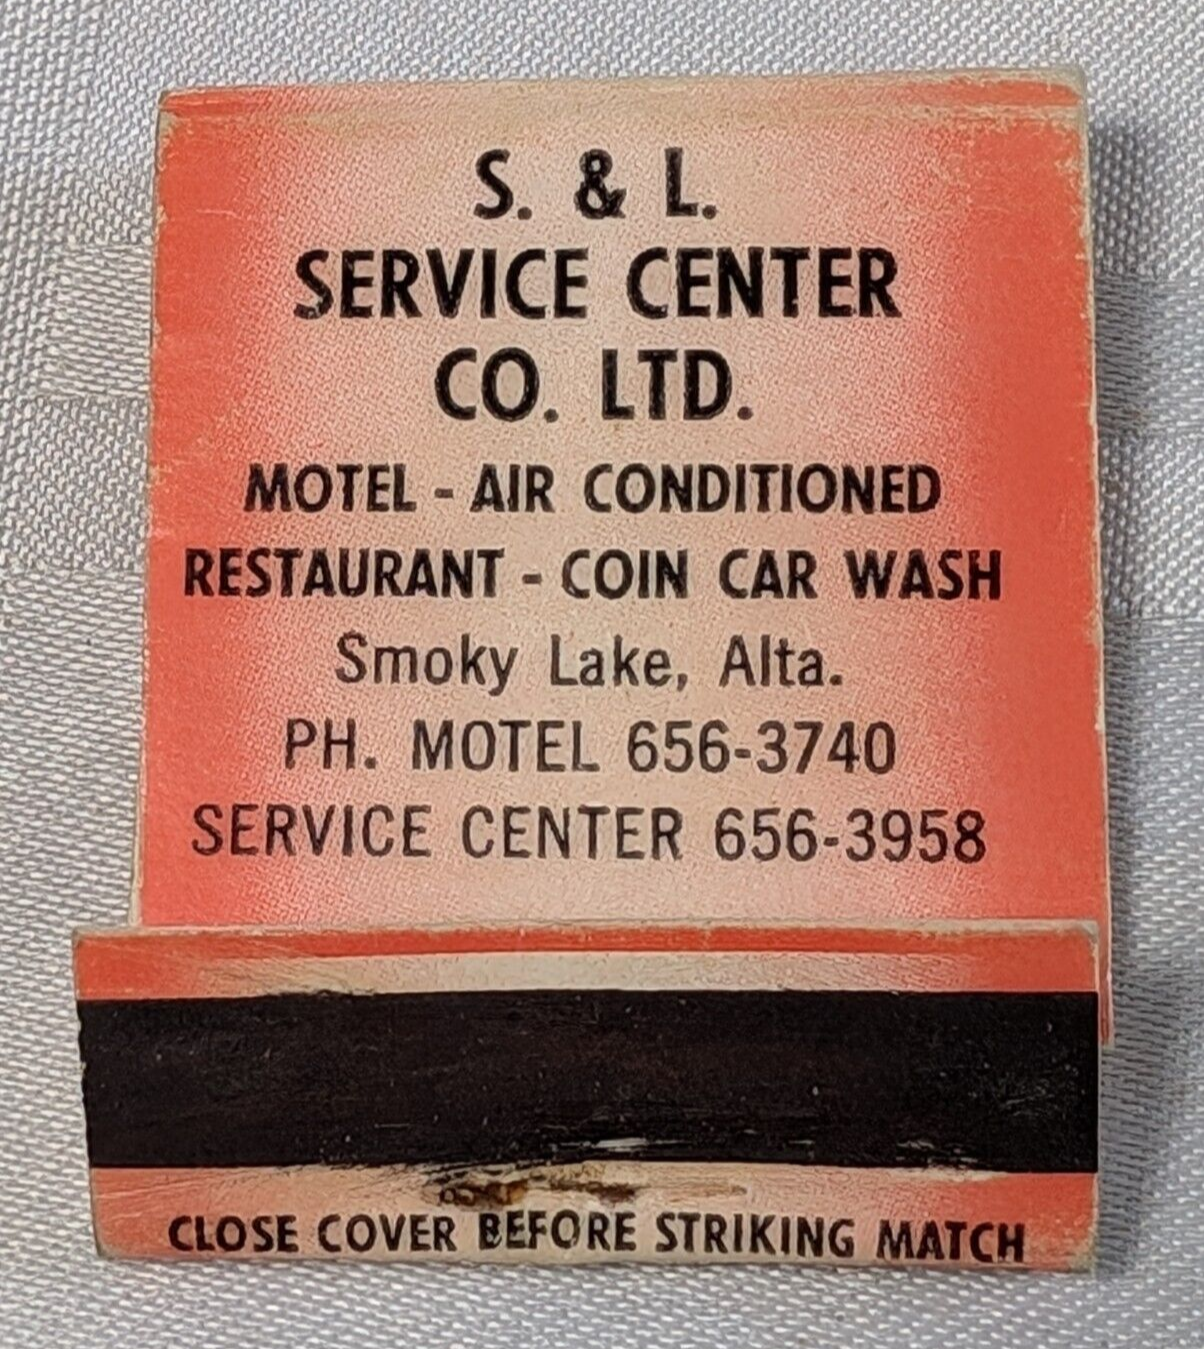 S. & L.
SERVICE CENTER
CO. LTD.
MOTEL - AIR CONDITIONED
RESTAURANT - COIN CAR WASH
Smoky Lake, Alta.
PH. MOTEL 656-3740
SERVICE CENTER 656-3958
CLOSE COVER BEFORE STRIKING MATCH